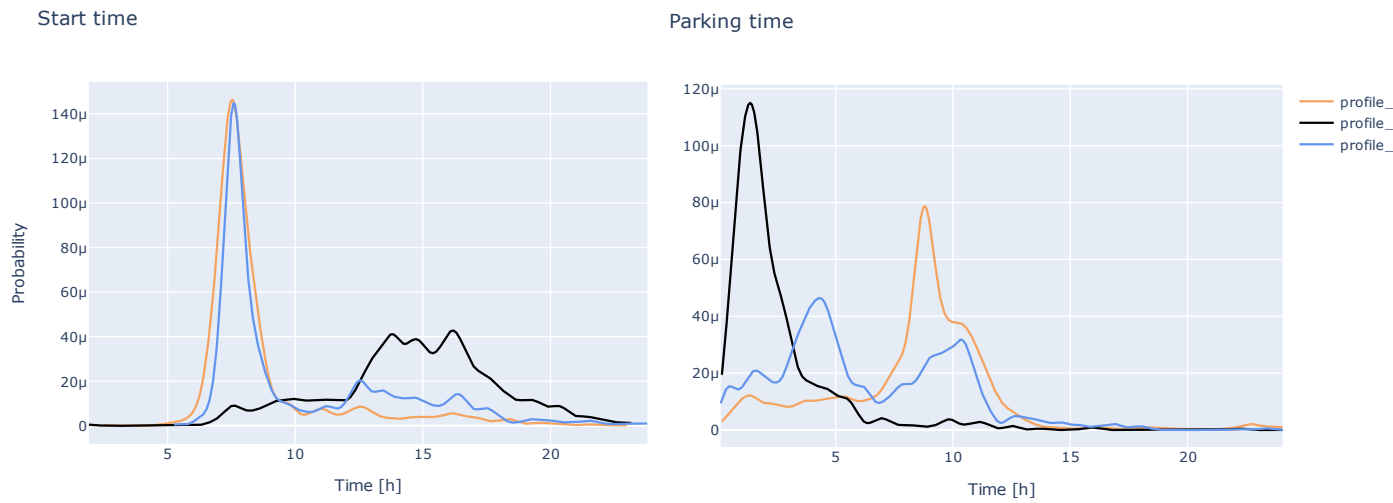 Start time
Parking time
140µ
120µ
100µ
80µ
60µ
40µ
20µ
0
5
10
15
20
Probability
Time [h]
120µ
100µ
80µ
60µ
40µ
20µ
0
5
10
15
20
Time [h]
profile_
profile_
profile_